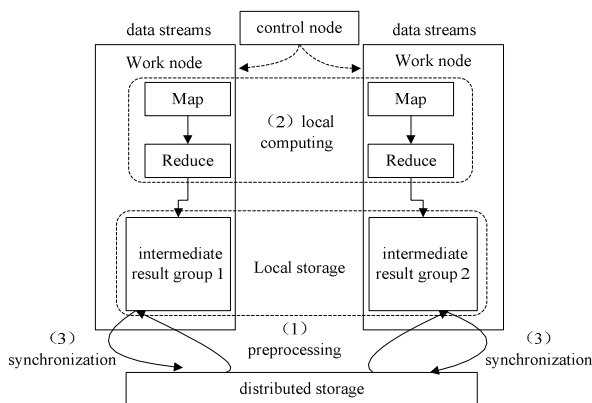 data streams
control node
data streams
Work node
Work node
Map
Map
（2）local
computing
Reduce
Reduce
intermediate
result group 1
Local storage
intermediate
result group 2
（3）
synchronization
（1）
preprocessing
（3）
synchronization
distributed storage